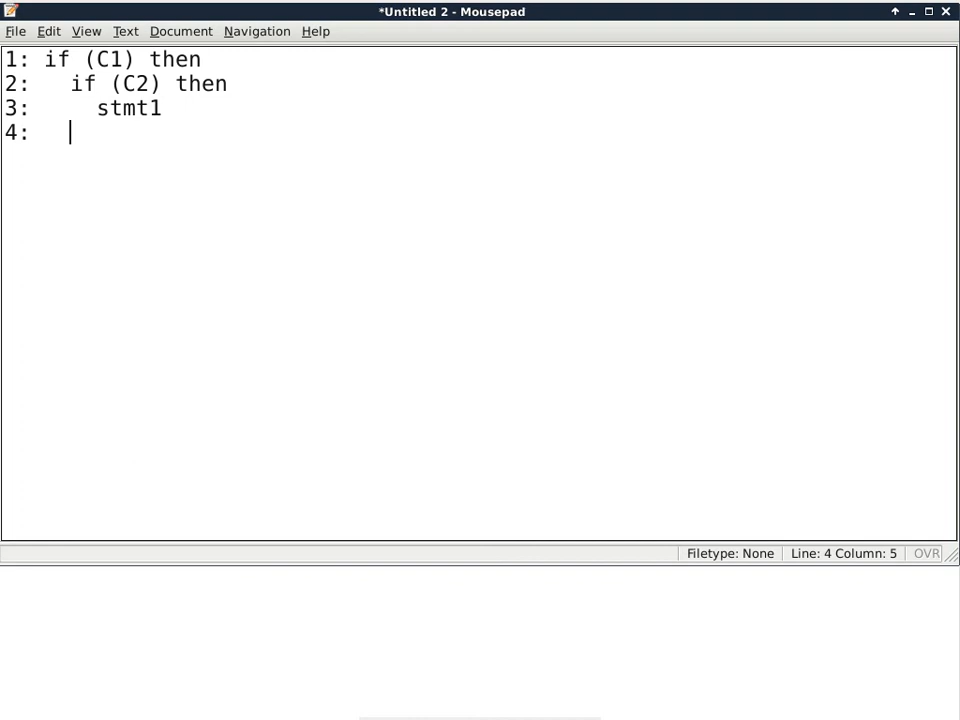 *Untitled 2 - Mousepad
File Edit View Text Document Navigation Help
1: if (C1) then
2:   if (C2) then
3:     stmt1
4:
Filetype: None Line: 4 Column: 5 OVR